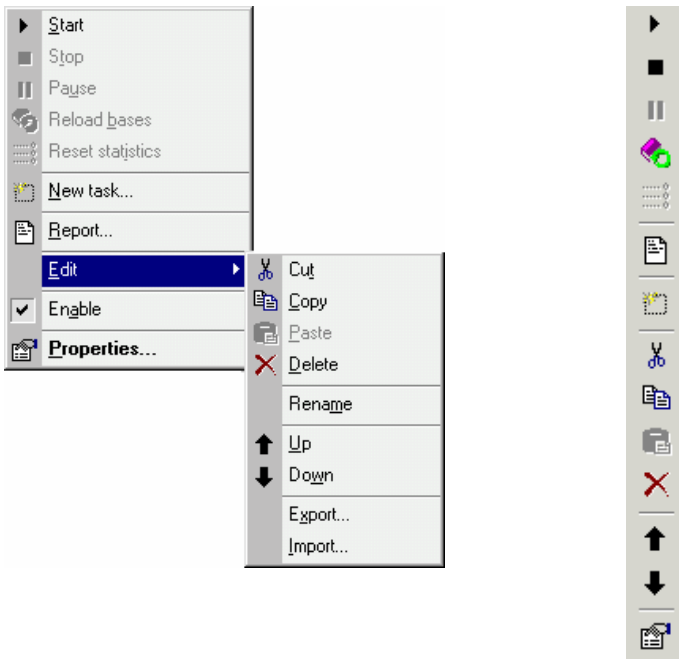 Start
Stop
Pause
Reload bases
Reset statistics
New task...
Report...
Edit
Enable
Properties...
Cut
Copy
Paste
Delete
Rename
Up
Down
Export...
Import...